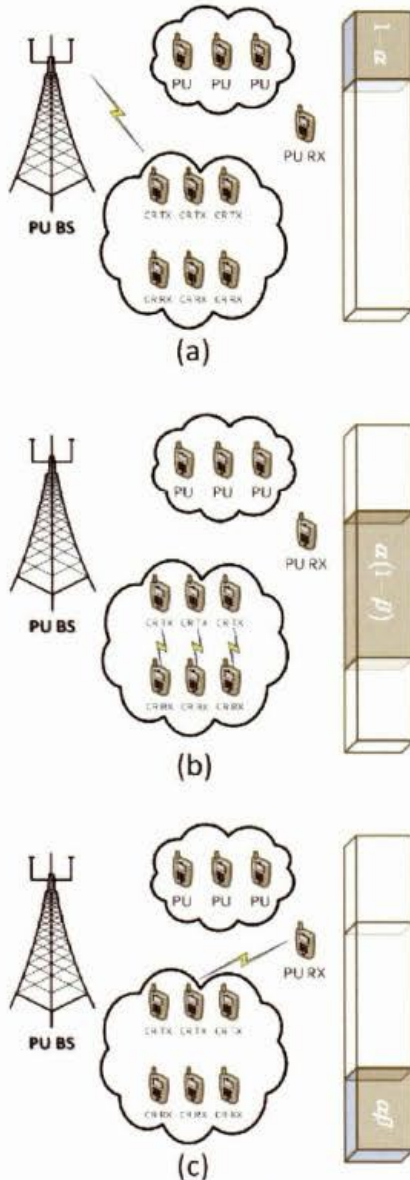 PU PU PU
1-α
PU RX
PU BS
CR TX CR TX CR TX
CR RX CR RX CR RX
(a)
PU PU PU
PU RX
α(1-β)
PU BS
CR TX CR TX CR TX
CR RX CR RX CR RX
(b)
PU PU PU
PU RX
PU BS
CR TX CR TX CR TX
CR RX CR RX CR RX
αβ
(c)